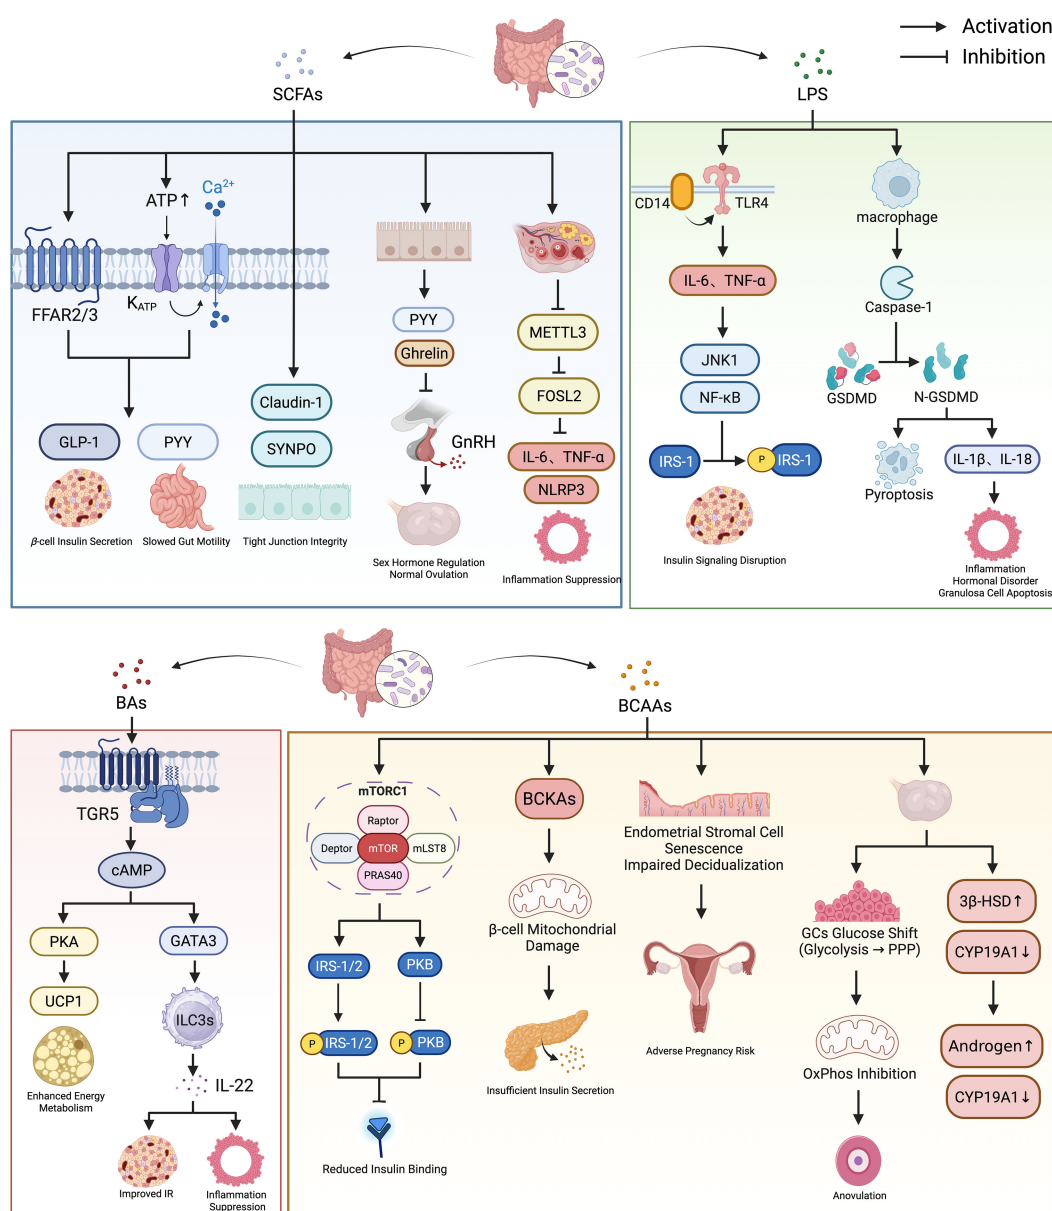 Activation
Inhibition
SCFAs
LPS
ATP↑
Ca²⁺
FFAR2/3
K_ATP
GLP-1
PYY
β-cell Insulin Secretion
Slowed Gut Motility
Claudin-1
SYNPO
Tight Junction Integrity
PYY
Ghrelin
GnRH
Sex Hormone Regulation
Normal Ovulation
METTL3
FOSL2
IL-6、TNF-α
NLRP3
Inflammation Suppression
CD14
TLR4
IL-6、TNF-α
JNK1
NF-κB
IRS-1
P
IRS-1
Insulin Signaling Disruption
macrophage
Caspase-1
GSDMD
N-GSDMD
Pyroptosis
IL-1β、IL-18
Inflammation
Hormonal Disorder
Granulosa Cell Apoptosis
BAs
BCAAs
TGR5
cAMP
PKA
UCP1
Enhanced Energy
Metabolism
GATA3
ILC3s
IL-22
Improved IR
Inflammation
Suppression
mTORC1
Raptor
Deptor
mTOR
mLST8
PRAS40
IRS-1/2
PKB
P
IRS-1/2
P
PKB
Reduced Insulin Binding
BCKAs
β-cell Mitochondrial
Damage
Insufficient Insulin Secretion
Endometrial Stromal Cell
Senescence
Impaired Decidualization
Adverse Pregnancy Risk
GCs Glucose Shift
(Glycolysis → PPP)
OxPhos Inhibition
Anovulation
3β-HSD↑
CYP19A1↓
Androgen↑
CYP19A1↓